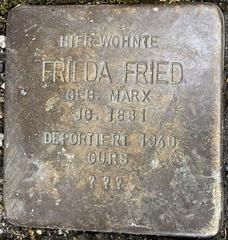 HIER WOHNTE
FRILDA FRIED
GEB. MARX
JG. 1881
DEPORTIERT 1940
GURS
? ? ?